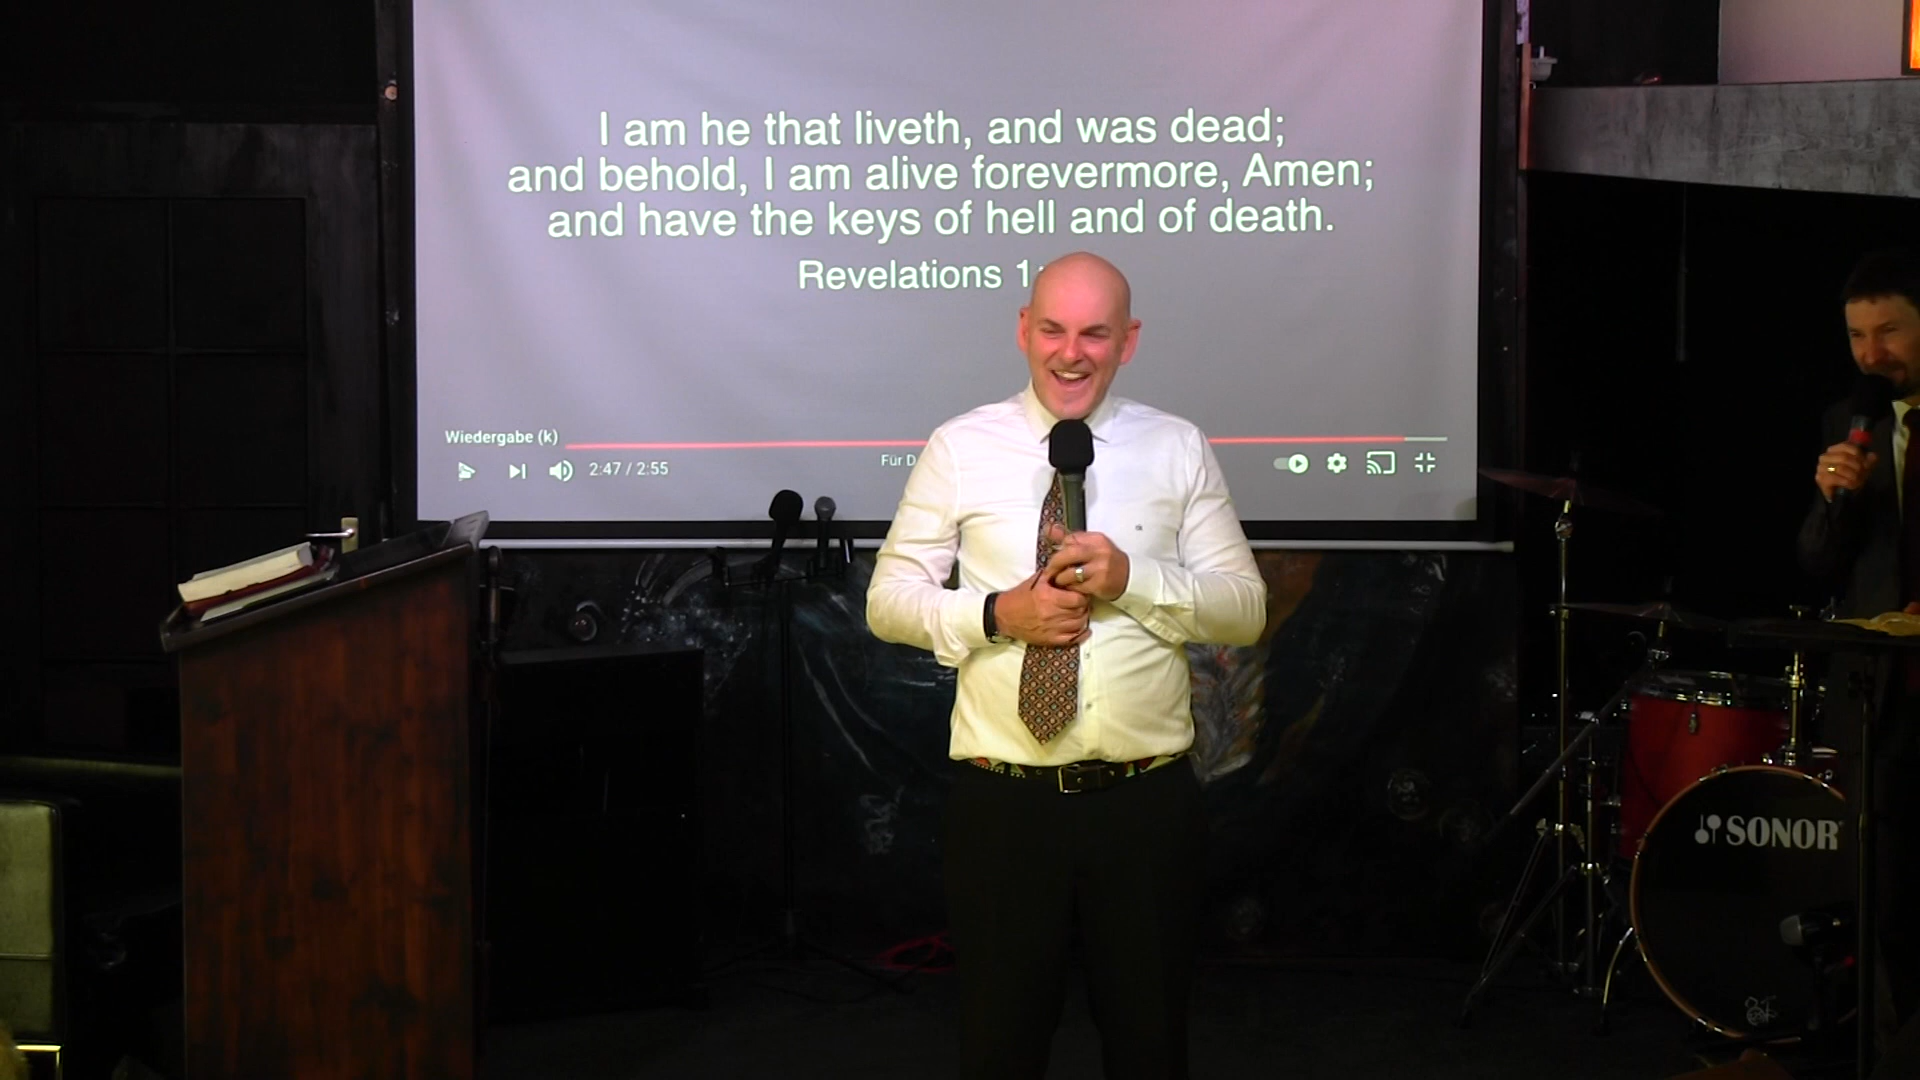 I am he that liveth, and was dead;
and behold, I am alive forevermore, Amen;
and have the keys of hell and of death.
Revelations 1:
Wiedergabe (k)
2:47 / 2:55
Für D
SONOR